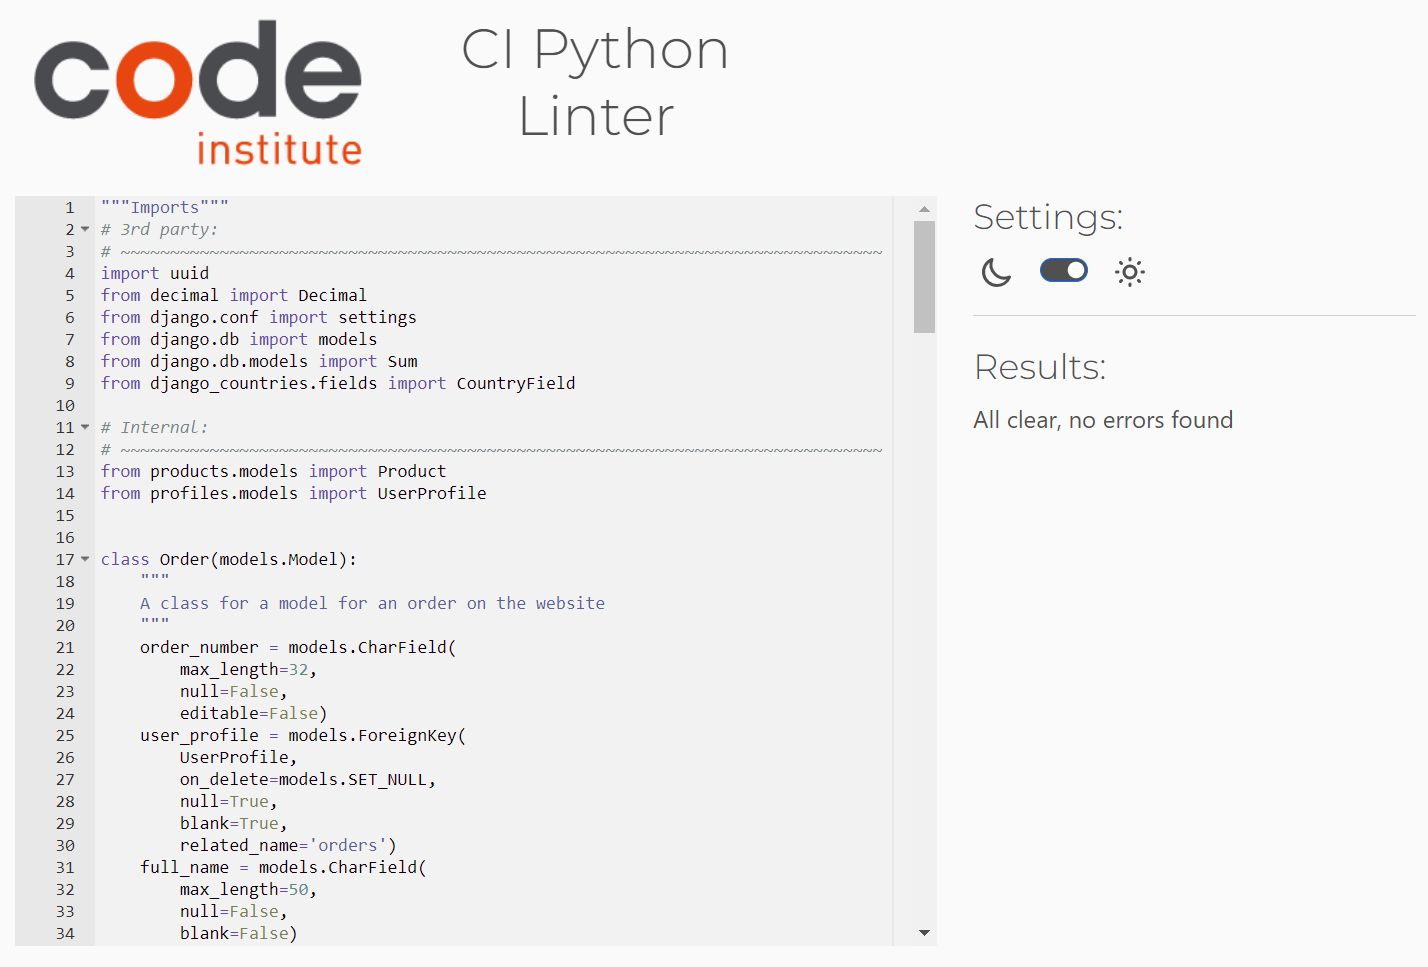 code
institute
CI Python
Linter
1 """Imports"""
2 # 3rd party:
3 # ~~~~~~~~~~~~~~~~~~~~~~~~~~~~~~~~~~~~~~~~~~~~~~~~~~~~~~~~~~~~~~~~~~~~~~~~~~~~~
4 import uuid
5 from decimal import Decimal
6 from django.conf import settings
7 from django.db import models
8 from django.db.models import Sum
9 from django_countries.fields import CountryField
10
11 # Internal:
12 # ~~~~~~~~~~~~~~~~~~~~~~~~~~~~~~~~~~~~~~~~~~~~~~~~~~~~~~~~~~~~~~~~~~~~~~~~~~~~~
13 from products.models import Product
14 from profiles.models import UserProfile
15
16
17 class Order(models.Model):
18     """
19     A class for a model for an order on the website
20     """
21     order_number = models.CharField(
22         max_length=32,
23         null=False,
24         editable=False)
25     user_profile = models.ForeignKey(
26         UserProfile,
27         on_delete=models.SET_NULL,
28         null=True,
29         blank=True,
30         related_name='orders')
31     full_name = models.CharField(
32         max_length=50,
33         null=False,
34         blank=False)
Settings:
Results:
All clear, no errors found